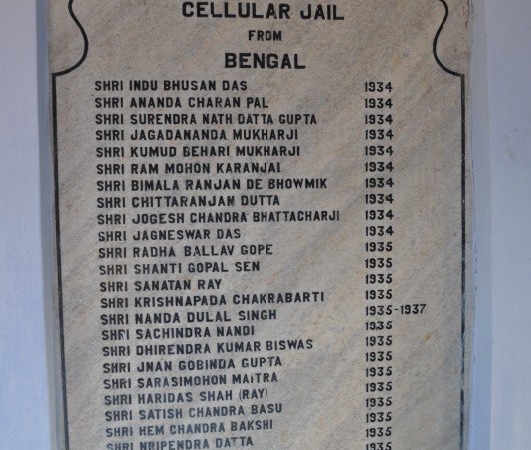 CELLULAR JAIL
FROM
BENGAL
SHRI INDU BHUSAN DAS 1934
SHRI ANANDA CHARAN PAL 1934
SHRI SURENDRA NATH DATTA GUPTA 1934
SHRI JAGADANANDA MUKHARJI 1934
SHRI KUMUD BEHARI MUKHARJI 1934
SHRI RAM MOHON KARANJAI 1934
SHRI BIMALA RANJAN DE BHOWMIK 1934
SHRI CHITTARANJAN DUTTA 1934
SHRI JOGESH CHANDRA BHATTACHARJI 1934
SHRI JAGNESWAR DAS 1934
SHRI RADHA BALLAV GOPE 1935
SHRI SHANTI GOPAL SEN 1935
SHRI SANATAN RAY 1935
SHRI KRISHNAPADA CHAKRABARTI 1935
SHRI NANDA DULAL SINGH 1935-1937
SHRI SACHINDRA NANDI 1935
SHRI DHIRENDRA KUMAR BISWAS 1935
SHRI JNAN GOBINDA GUPTA 1935
SHRI SARASIMOHON MAITRA 1935
SHRI HARIDAS SHAH (RAY) 1935
SHRI SATISH CHANDRA BASU 1935
SHRI HEM CHANDRA BAKSHI 1935
SHRI NRIPENDRA DATTA 1935